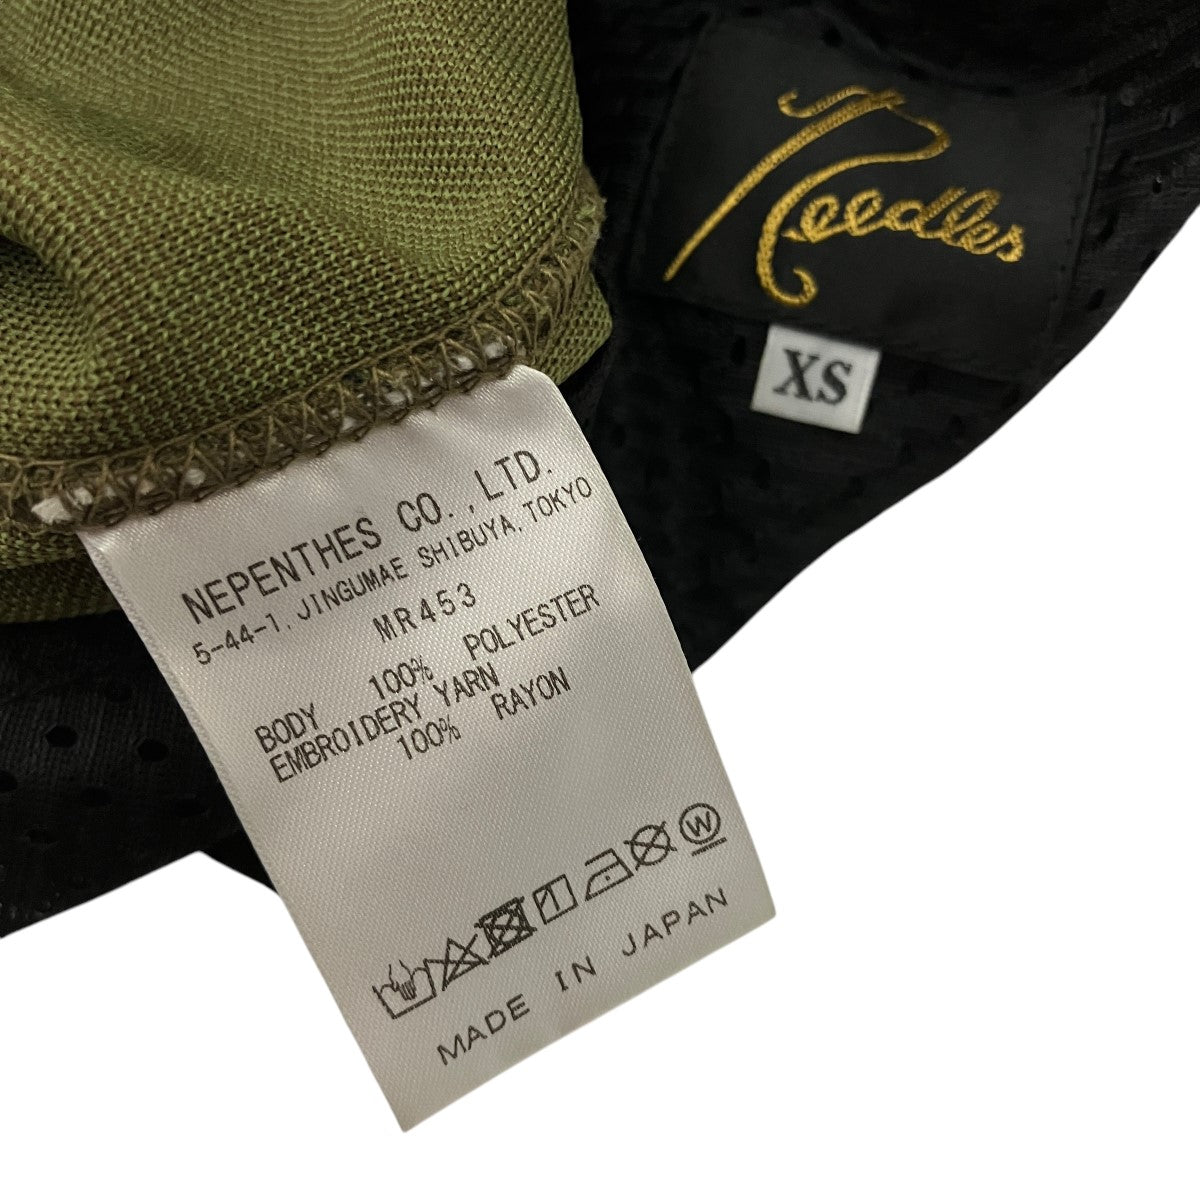 Needles
XS
NEPENTHES CO.,LTD.
5-44-1, JINGUMAE SHIBUYA, TOKYO
MR453
BODY 100% POLYESTER
EMBROIDERY YARN
100% RAYON
W
MADE IN JAPAN